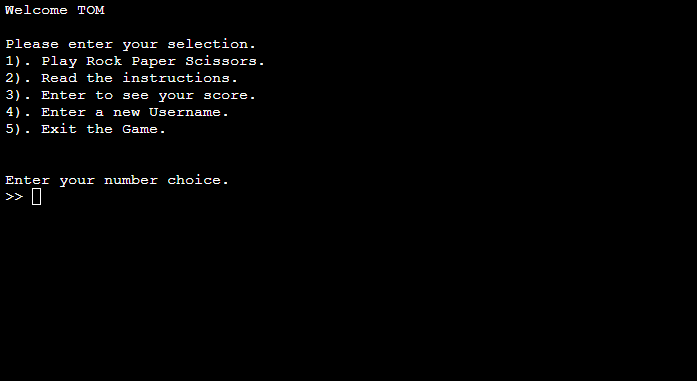 Welcome TOM
Please enter your selection.
1). Play Rock Paper Scissors.
2). Read the instructions.
3). Enter to see your score.
4). Enter a new Username.
5). Exit the Game.
Enter your number choice.
>>